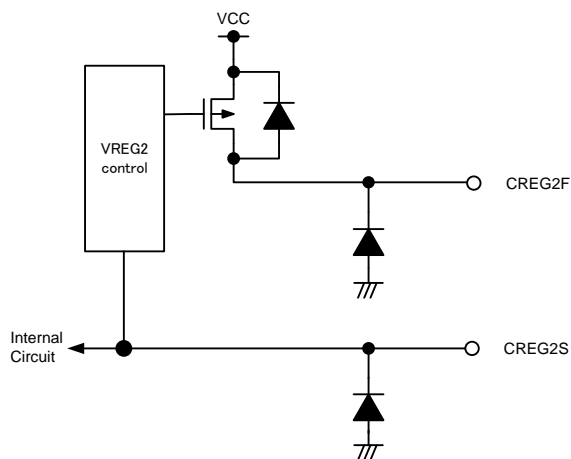 VCC
VREG2
control
CREG2F
Internal
Circuit
CREG2S